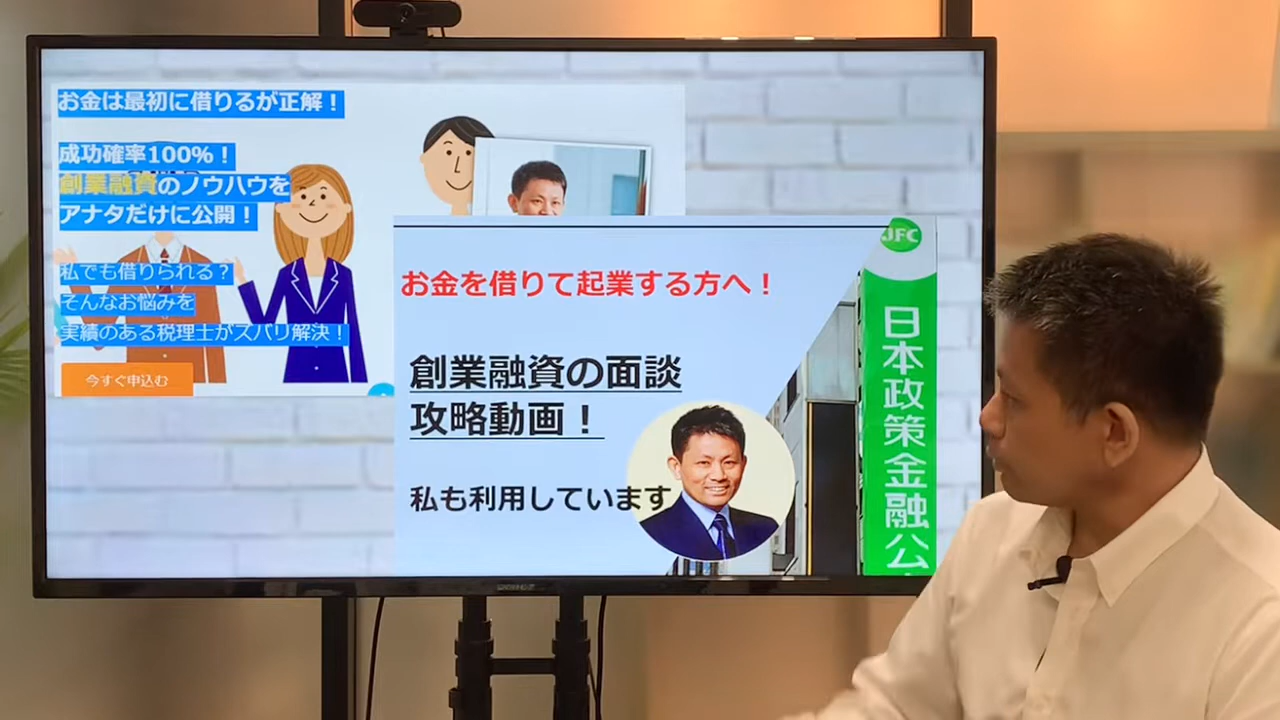 お金は最初に借りるが正解！
成功確率100%！
創業融資のノウハウを
アナタだけに公開！
私でも借りられる？
そんなお悩みを
実績のある税理士がズバリ解決！
今すぐ申込む
JFC
お金を借りて起業する方へ！
創業融資の面談
攻略動画！
私も利用しています
日本政策金融公